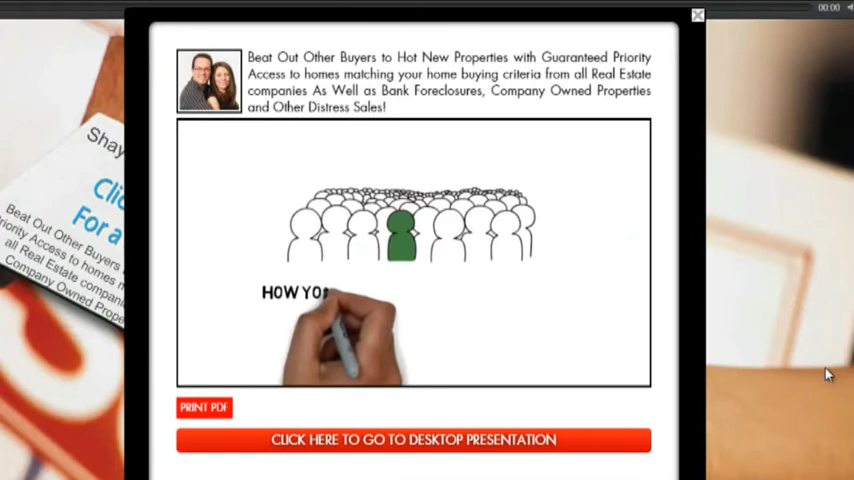 00:00
Beat Out Other Buyers to Hot New Properties with Guaranteed Priority
Access to homes matching your home buying criteria from all Real Estate
companies As Well as Bank Foreclosures, Company Owned Properties
and Other Distress Sales!
Shay
Clic
For a
Beat Out Other Buyers
Priority Access to homes m
all Real Estate compani
Company Owned Prope
HOW YO
PRINT PDF
CLICK HERE TO GO TO DESKTOP PRESENTATION